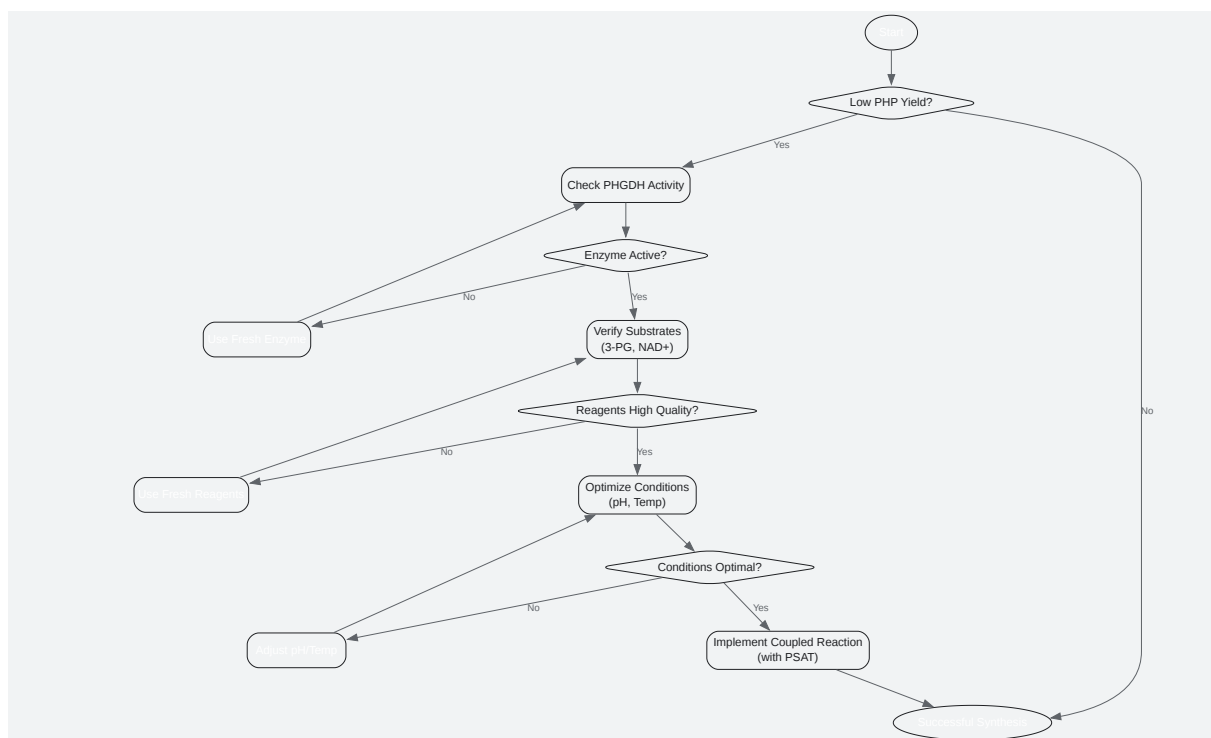 Start
Low PHP Yield?
Yes
Check PHGDH Activity
Enzyme Active?
No
Yes
Use Fresh Enzyme
Verify Substrates
(3-PG, NAD+)
Reagents High Quality?
No
No
Yes
Use Fresh Reagents
Optimize Conditions
(pH, Temp)
Conditions Optimal?
No
Yes
Adjust pH/Temp
Implement Coupled Reaction
(with PSAT)
Successful Synthesis